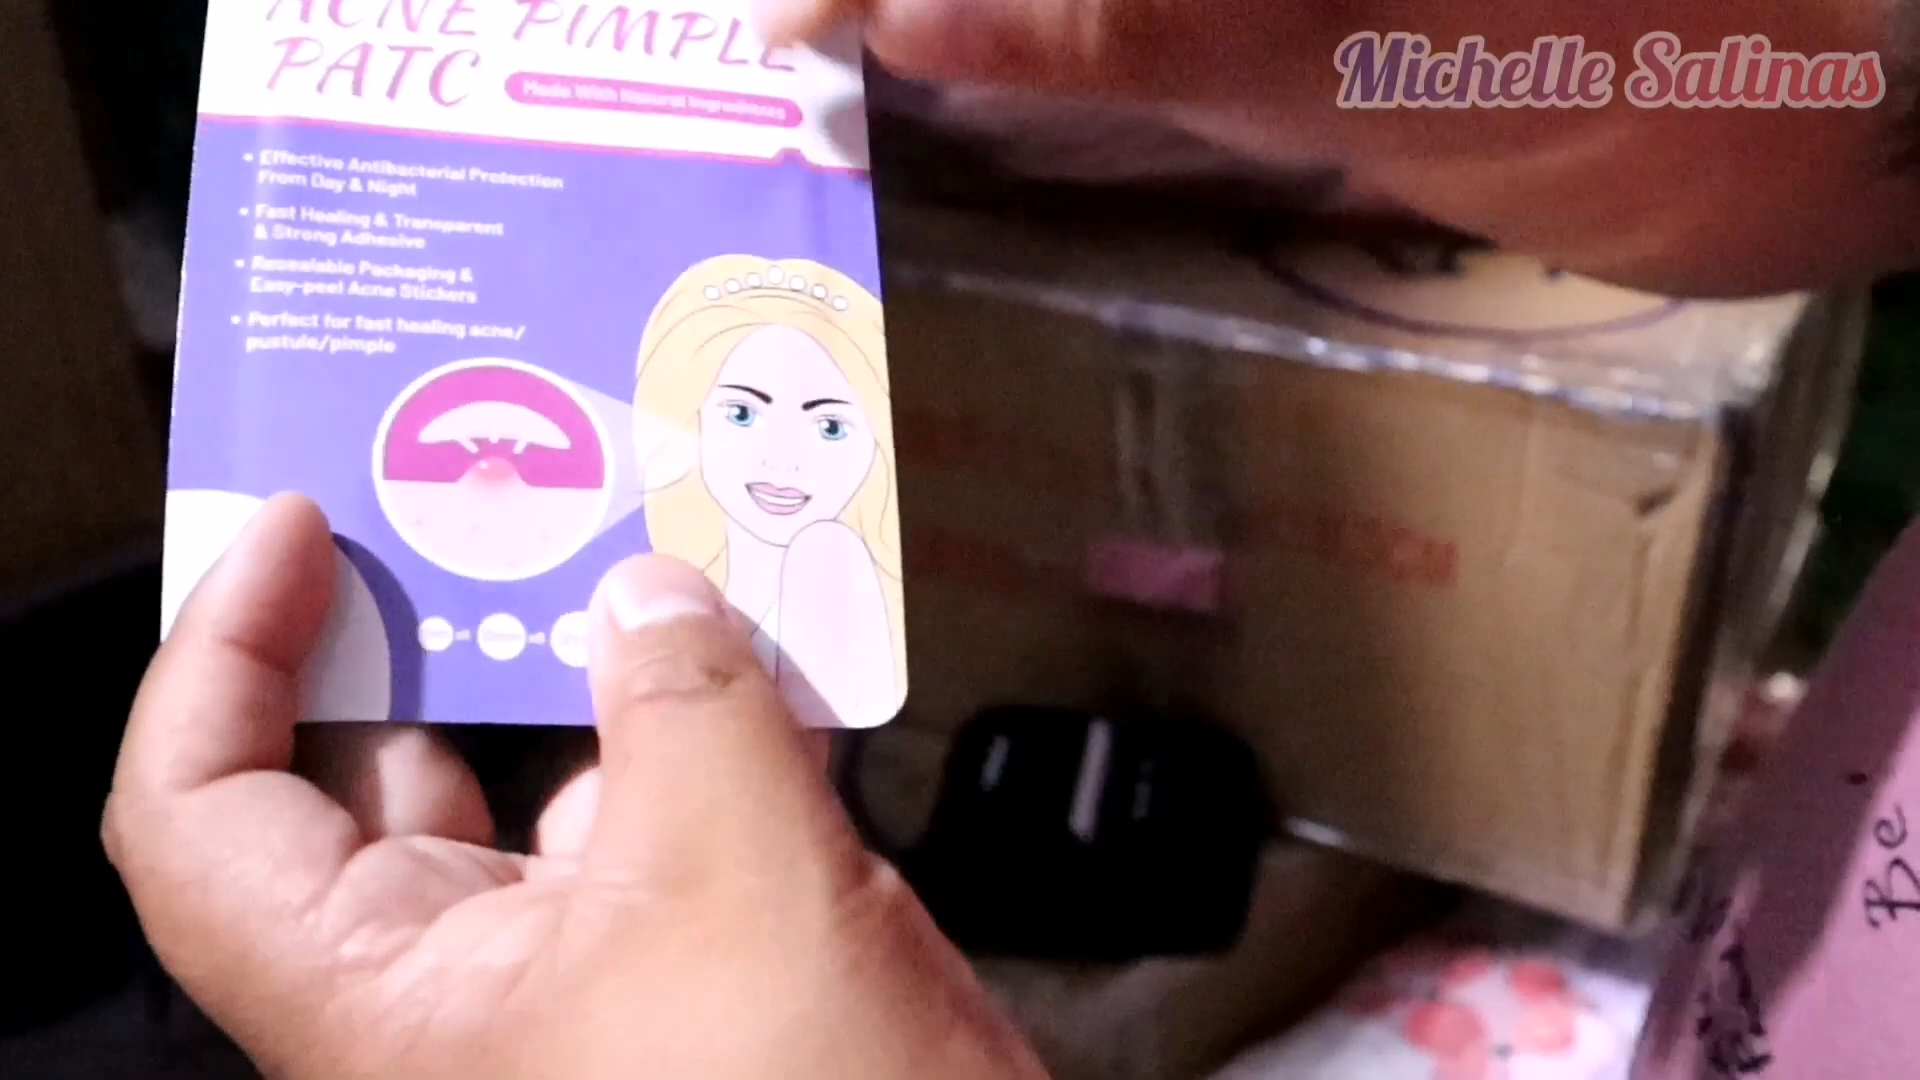 Michelle Salinas
ACNE PIMPLE
PATC
Made With Natural Ingredients
• Effective Antibacterial Protection
From Day & Night
• Fast Healing & Transparent
& Strong Adhesive
• Resealable Packaging &
Easy-peel Acne Stickers
• Perfect for fast healing acne/
pustule/pimple
Be